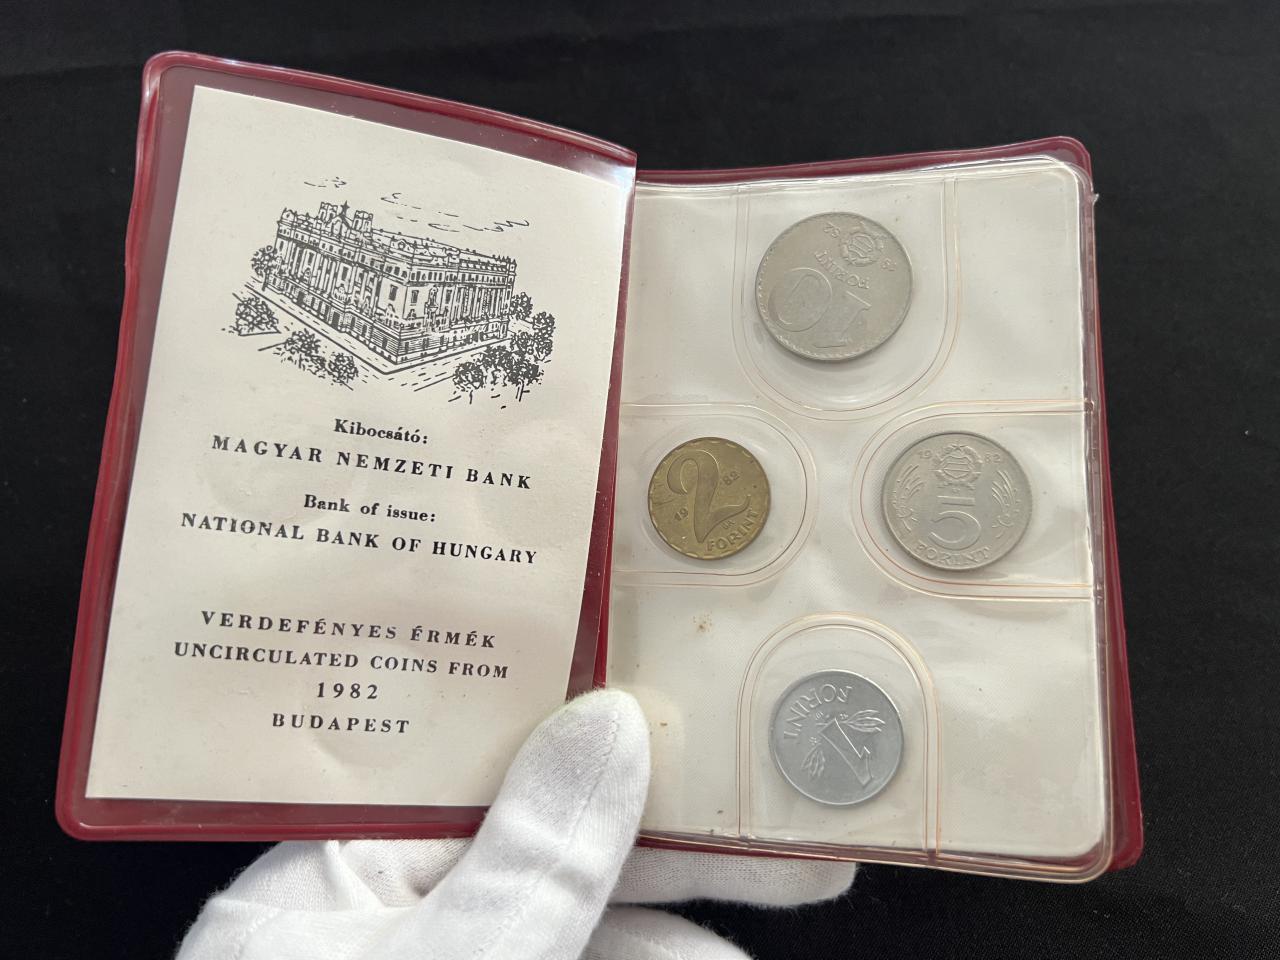 Kibocsátó:
MAGYAR NEMZETI BANK
Bank of issue:
NATIONAL BANK OF HUNGARY
VERDEFÉNYES ÉRMÉK
UNCIRCULATED COINS FROM
1982
BUDAPEST
1982
10
FORINT
1982
2
FORINT
1982
5
FORINT
1
FORINT